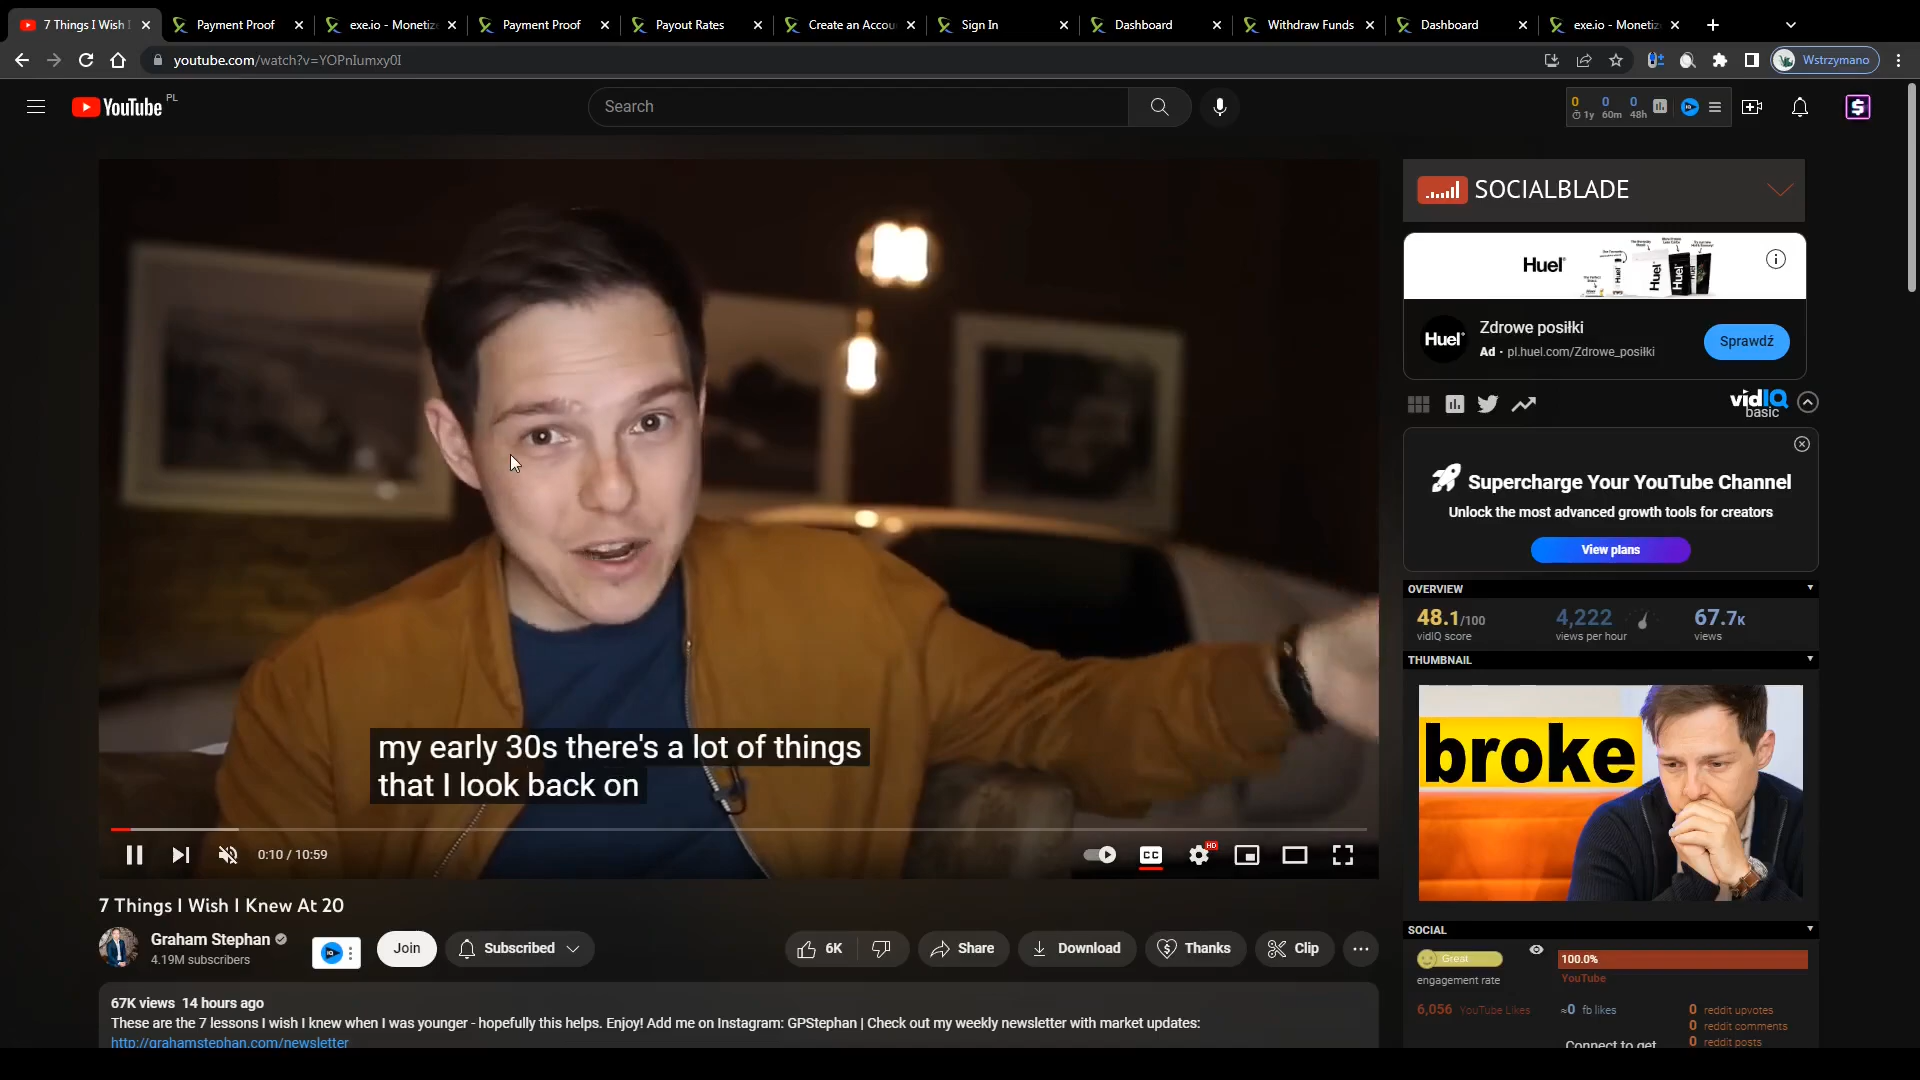 7 Things I Wish I
Payment Proof
exe.io - Monetize
Payment Proof
Payout Rates
Create an Accou
Sign In
Dashboard
Withdraw Funds
Dashboard
exe.io - Monetiz
youtube.com/watch?v=YOPnIumxy0I
Wstrzymano
YouTube PL
Search
0 0 0
1y 60m 48h
SOCIALBLADE
Huel
Huel
Zdrowe posiłki
Ad · pl.huel.com/Zdrowe_posiłki
Sprawdź
vidIQ
basic
Supercharge Your YouTube Channel
Unlock the most advanced growth tools for creators
View plans
OVERVIEW
48.1/100 4,222 67.7K
vidIQ score views per hour views
THUMBNAIL
broke
my early 30s there's a lot of things
that I look back on
0:10 / 10:59
CC
HD
7 Things I Wish I Knew At 20
Graham Stephan
4.19M subscribers
Join
Subscribed
6K
Share
Download
Thanks
Clip
SOCIAL
Great
engagement rate
100.0%
YouTube
6,056 YouTube Likes
≈0 fb likes
0 reddit upvotes
0 reddit comments
0 reddit posts
Connect to get
67K views 14 hours ago
These are the 7 lessons I wish I knew when I was younger - hopefully this helps. Enjoy! Add me on Instagram: GPStephan | Check out my weekly newsletter with market updates:
http://grahamstephan.com/newsletter